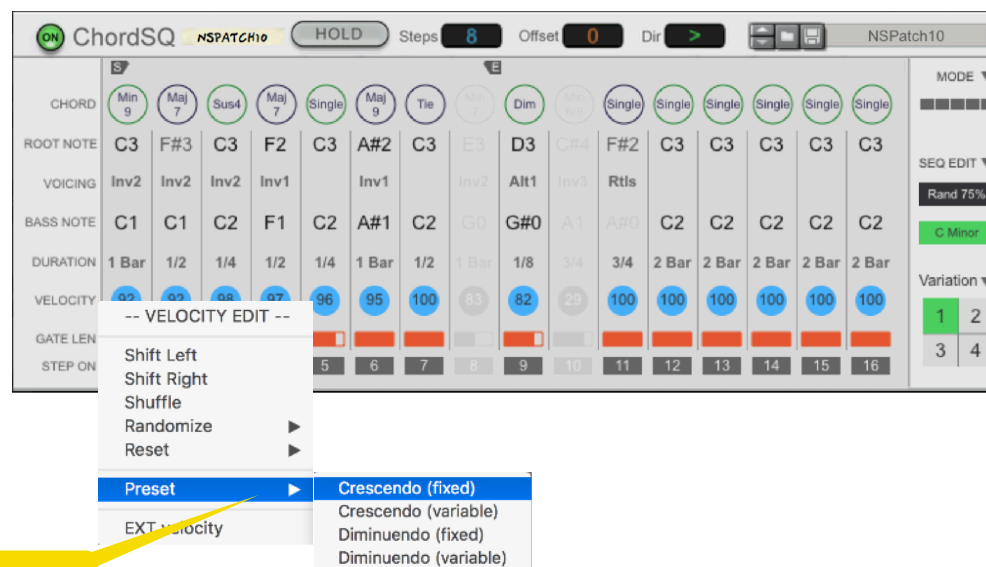 ON ChordSQ NSPATCH10 HOLD Steps 8 Offset 0 Dir > NSPatch10
S E
MODE
CHORD Min 9 Maj 7 Sus4 Maj 7 Single Maj 9 Tie Min 7 Dim Single Single Single Single Single Single
ROOT NOTE C3 F#3 C3 F2 C3 A#2 C3 E3 D3 C#4 F#2 C3 C3 C3 C3 C3
SEQ EDIT
VOICING Inv2 Inv2 Inv2 Inv1 Inv1 Inv2 Alt1 Inv3 Rtls
Rand 75%
BASS NOTE C1 C1 C2 F1 C2 A#1 C2 G0 G#0 A1 A#0 C2 C2 C2 C2 C2
C Minor
DURATION 1 Bar 1/2 1/4 1/2 1/4 1 Bar 1/2 1 Bar 1/8 3/4 3/4 2 Bar 2 Bar 2 Bar 2 Bar 2 Bar
Variation
VELOCITY 92 92 98 97 96 95 100 83 82 29 100 100 100 100 100 100
1 2
-- VELOCITY EDIT --
GATE LEN
3 4
Shift Left
STEP ON 5 6 7 8 9 10 11 12 13 14 15 16
Shift Right
Shuffle
Randomize
Reset
Preset
Crescendo (fixed)
Crescendo (variable)
EXT velocity
Diminuendo (fixed)
Diminuendo (variable)